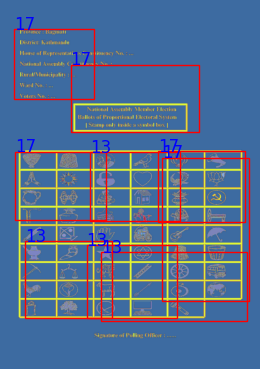 17
Province : Bagmati
District : Kathmandu
House of Representative Constituency No. ...
National Assembly Constituency No. ...
17
Rural/Municipality :
Ward No. ...
Voters No. ...
National Assembly Member Election
Ballots of Proportional Electoral System
( Stamp only inside a symbol box )
17 13 17
17
13 13
13
Signature of Polling Officer : ......